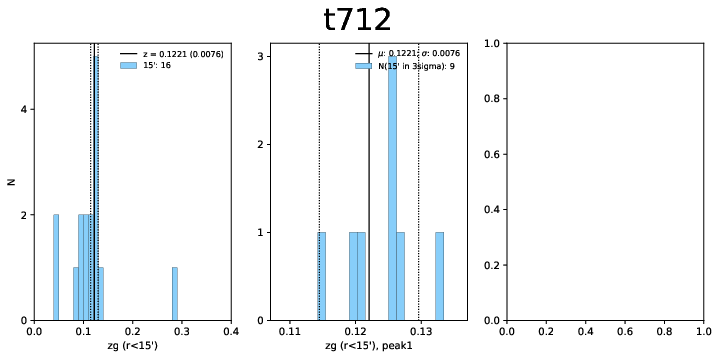 t712
z = 0.1221 (0.0076)
15': 16
N
4
2
0
0.0 0.1 0.2 0.3 0.4
zg (r<15')
μ: 0.1221, σ: 0.0076
N(15' in 3sigma): 9
3
2
1
0
0.11 0.12 0.13
zg (r<15'), peak1
1.0
0.8
0.6
0.4
0.2
0.0
0.0 0.2 0.4 0.6 0.8 1.0